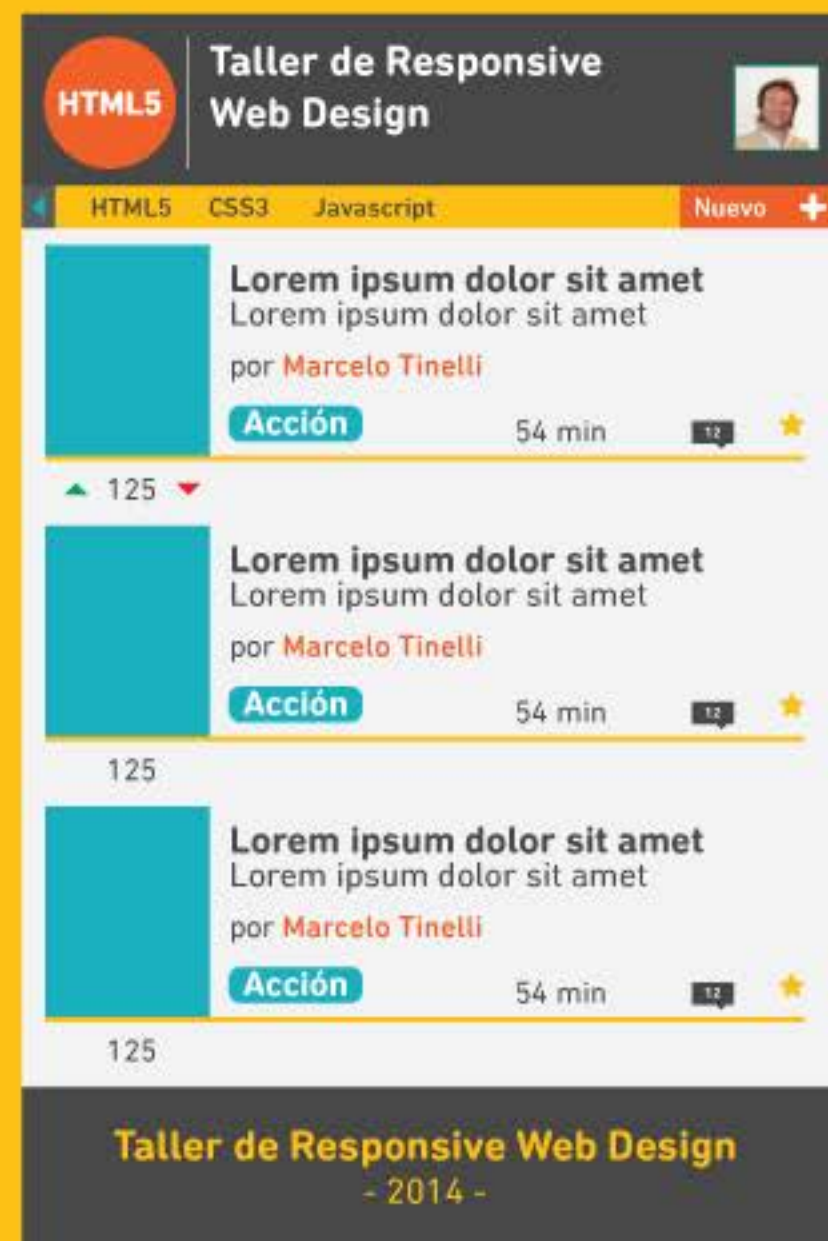 HTML5
Taller de Responsive
Web Design
HTML5 CSS3 Javascript Nuevo +
Lorem ipsum dolor sit amet
Lorem ipsum dolor sit amet
por Marcelo Tinelli
Acción 54 min 12
125
Lorem ipsum dolor sit amet
Lorem ipsum dolor sit amet
por Marcelo Tinelli
Acción 54 min 12
125
Lorem ipsum dolor sit amet
Lorem ipsum dolor sit amet
por Marcelo Tinelli
Acción 54 min 12
125
Taller de Responsive Web Design
- 2014 -